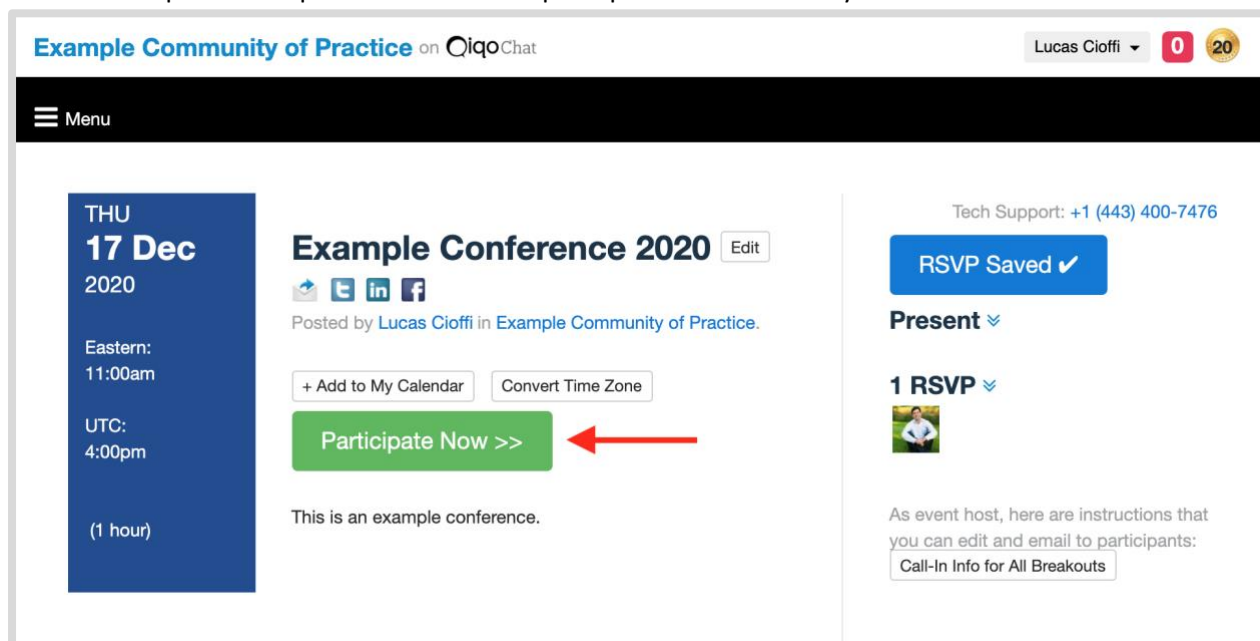 Example Community of Practice on QiqoChat
Lucas Cioffi
0
20
Menu
THU
17 Dec
2020
Eastern:
11:00am
UTC:
4:00pm
(1 hour)
Example Conference 2020 Edit
Posted by Lucas Cioffi in Example Community of Practice.
+ Add to My Calendar
Convert Time Zone
Participate Now >>
This is an example conference.
Tech Support: +1 (443) 400-7476
RSVP Saved ✔
Present
1 RSVP
As event host, here are instructions that
you can edit and email to participants:
Call-In Info for All Breakouts